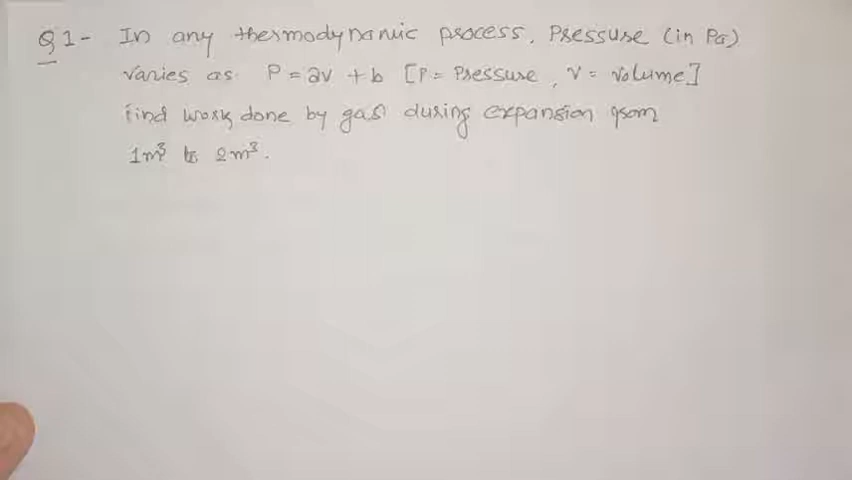 Q1- In any thermodynamic process, Pressure (in Pa)
varies as P = 2v + b [P = Pressure, V = Volume]
find work done by gas during expansion from
1m³ to 2m³.